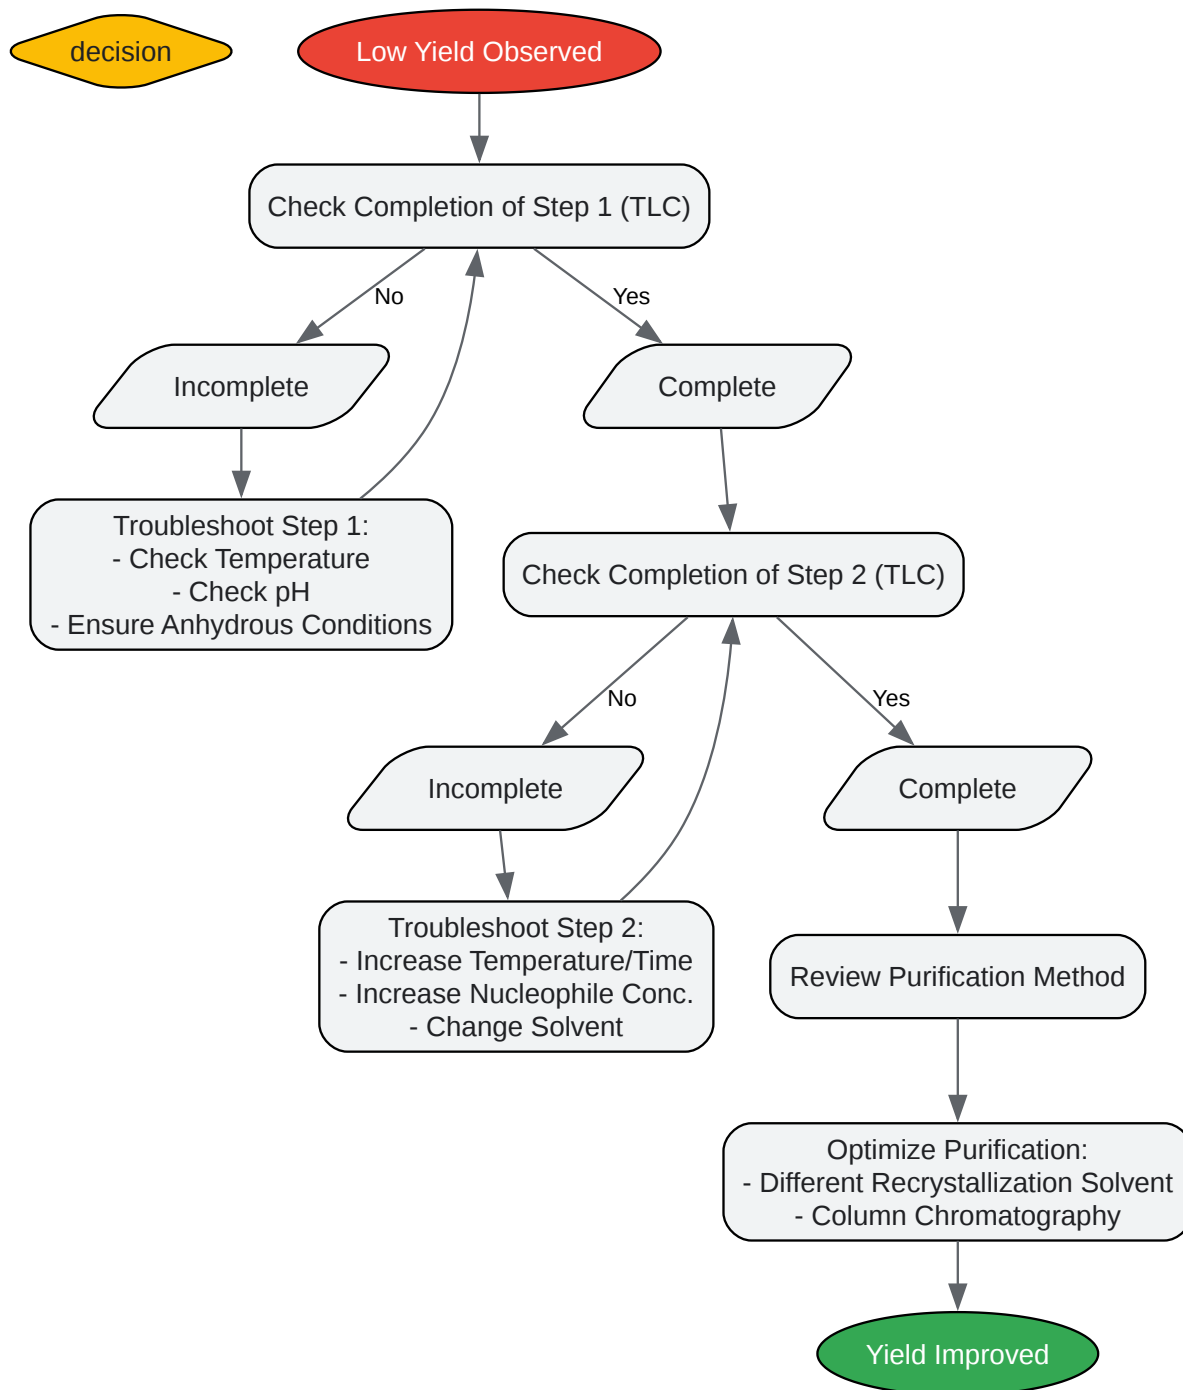 decision
Low Yield Observed
Check Completion of Step 1 (TLC)
No
Yes
Incomplete
Complete
Troubleshoot Step 1:
- Check Temperature
- Check pH
- Ensure Anhydrous Conditions
Check Completion of Step 2 (TLC)
No
Yes
Incomplete
Complete
Troubleshoot Step 2:
- Increase Temperature/Time
- Increase Nucleophile Conc.
- Change Solvent
Review Purification Method
Optimize Purification:
- Different Recrystallization Solvent
- Column Chromatography
Yield Improved